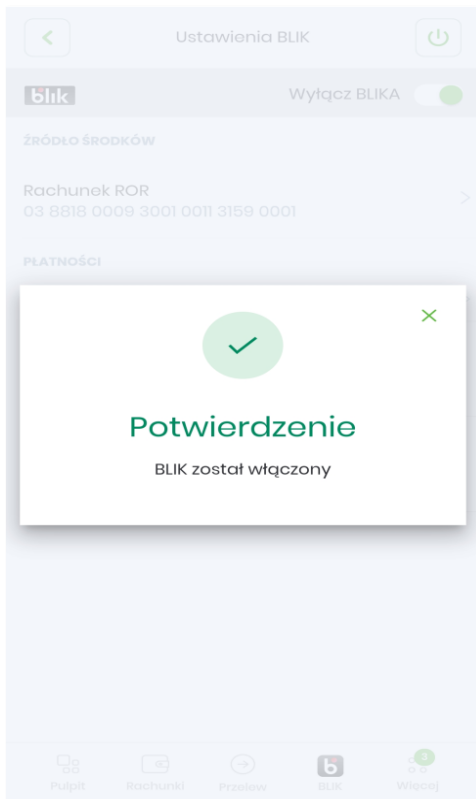 Ustawienia BLIK
blik
Wyłącz BLIKA
ŹRÓDŁO ŚRODKÓW
Rachunek ROR
03 8818 0009 3001 0011 3159 0001
PŁATNOŚCI
Potwierdzenie
BLIK został włączony
Pulpit Rachunki Przelew BLIK Więcej